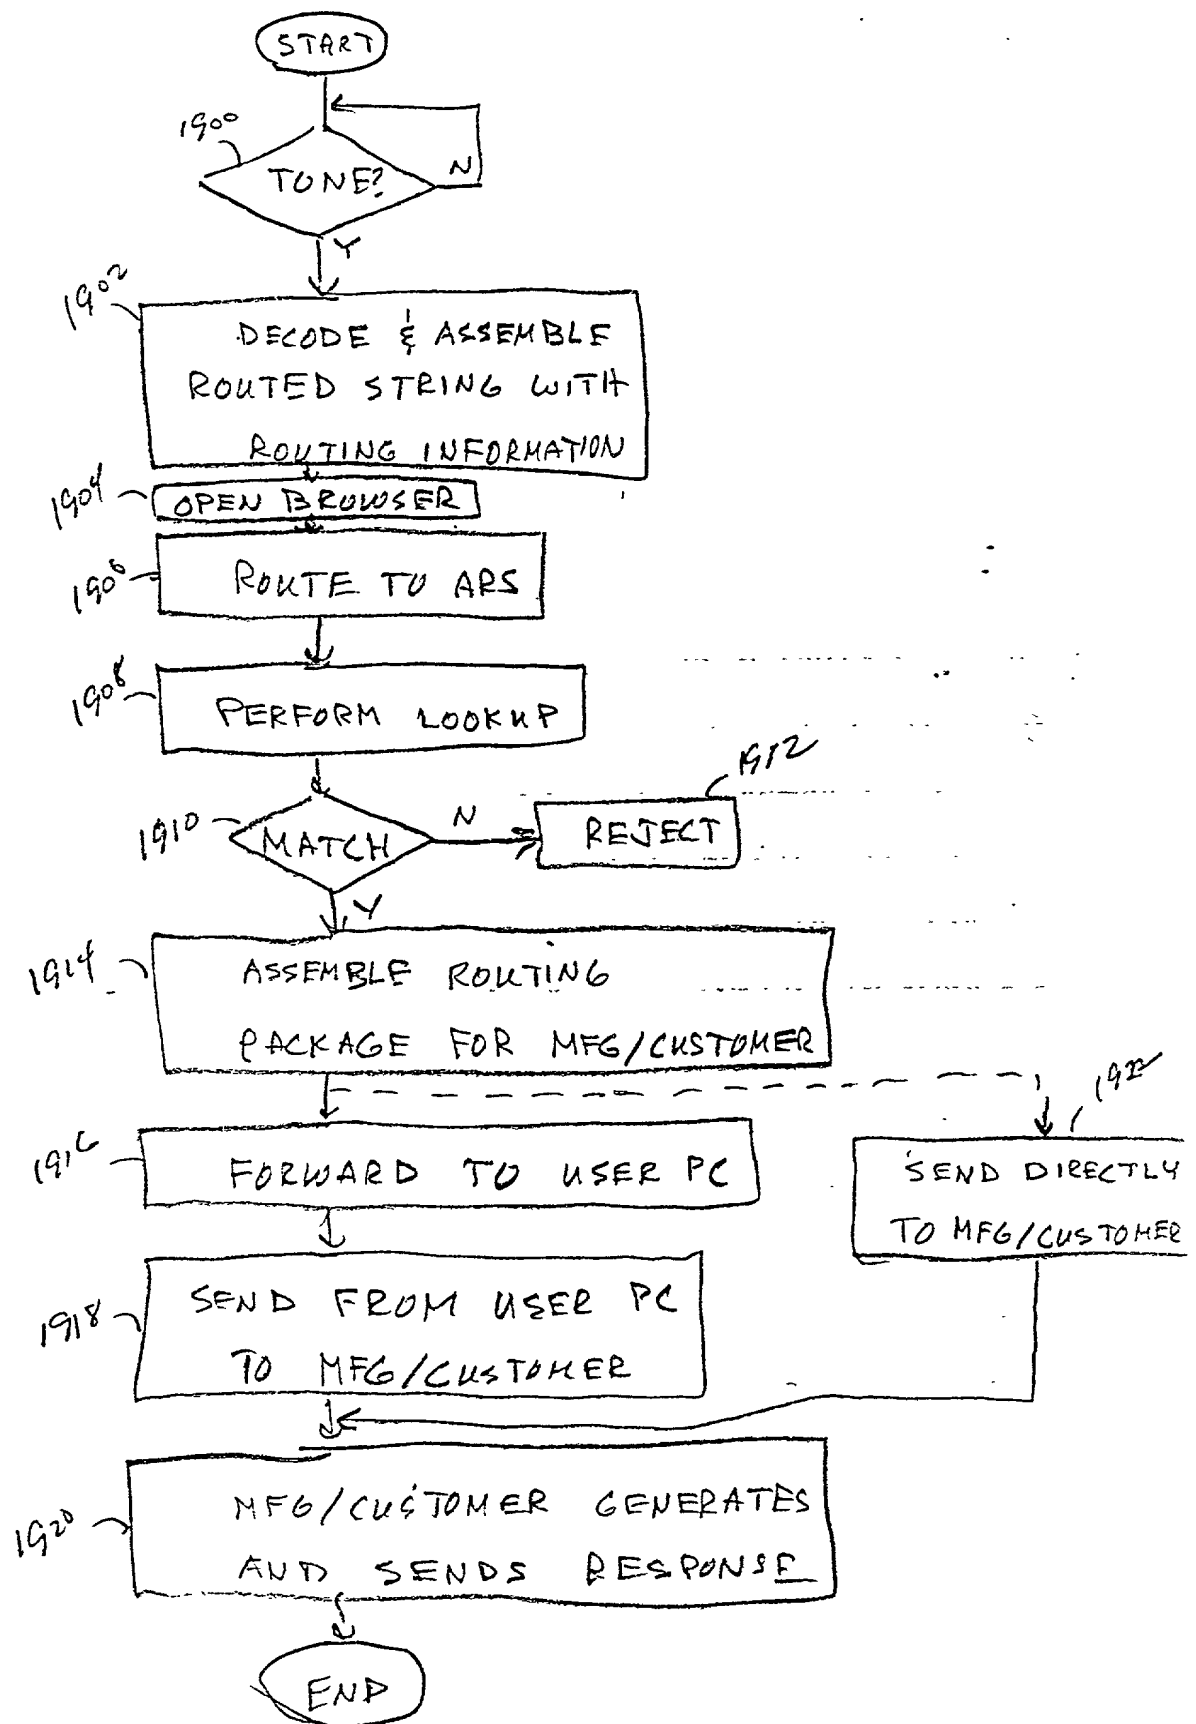 START
1900
TONE?
N
Y
1902
DECODE & ASSEMBLE
ROUTED STRING WITH
ROUTING INFORMATION
1904
OPEN BROWSER
1906
ROUTE TO ARS
1908
PERFORM LOOKUP
1912
1910
MATCH
N
REJECT
Y
1914
ASSEMBLE ROUTING
PACKAGE FOR MFG/CUSTOMER
1916
FORWARD TO USER PC
SEND DIRECTLY
TO MFG/CUSTOMER
1918
SEND FROM USER PC
TO MFG/CUSTOMER
1920
MFG/CUSTOMER GENERATES
AND SENDS RESPONSE
END